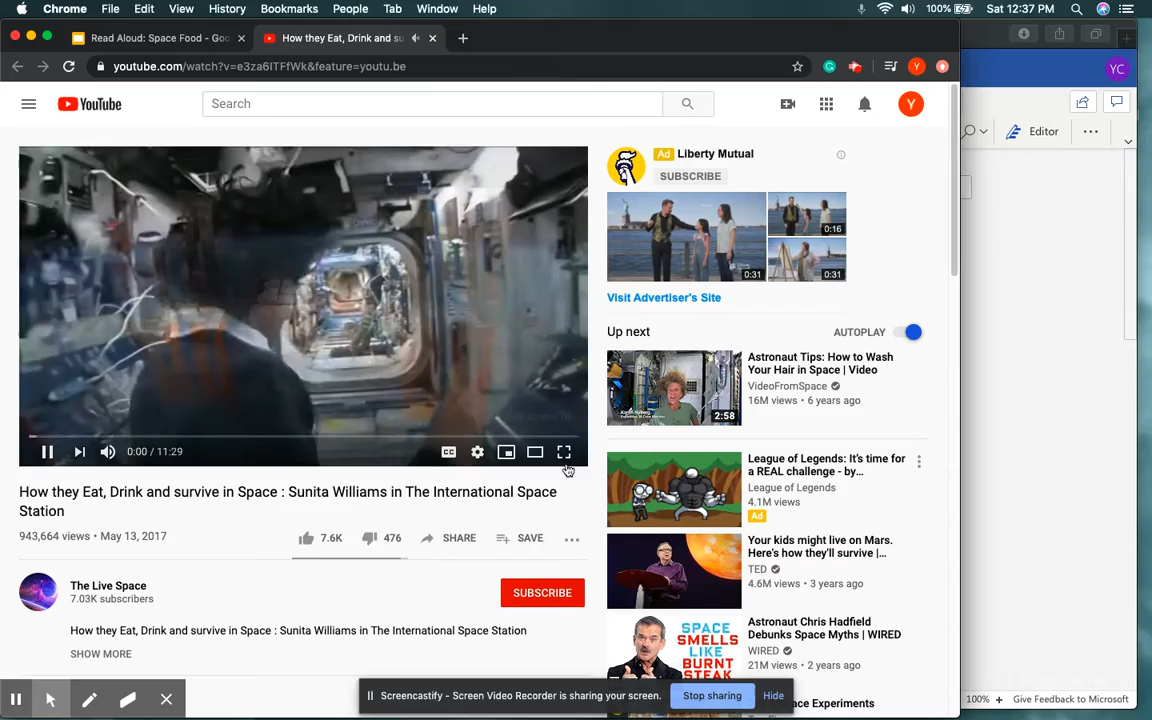 Chrome File Edit View History Bookmarks People Tab Window Help 100% Sat 12:37 PM
Read Aloud: Space Food - Goo
How they Eat, Drink and su
youtube.com/watch?v=e3za6ITFfWk&feature=youtu.be
Y
YC
YouTube
Search
Y
Editor
Ad Liberty Mutual
SUBSCRIBE
0:16
0:31
0:31
Visit Advertiser's Site
Up next
AUTOPLAY
Astronaut Tips: How to Wash
Your Hair in Space | Video
VideoFromSpace
16M views • 6 years ago
2:58
0:00 / 11:29
CC
League of Legends: It's time for
a REAL challenge - by...
League of Legends
4.1M views
Ad
How they Eat, Drink and survive in Space : Sunita Williams in The International Space
Station
943,664 views • May 13, 2017
7.6K
476
SHARE
SAVE
Your kids might live on Mars.
Here's how they'll survive |...
TED
4.6M views • 3 years ago
The Live Space
7.03K subscribers
SUBSCRIBE
How they Eat, Drink and survive in Space : Sunita Williams in The International Space Station
SHOW MORE
Astronaut Chris Hadfield
Debunks Space Myths | WIRED
WIRED
21M views • 2 years ago
SPACE
SMELLS
LIKE
BURNT
STEAK
Screencastify - Screen Video Recorder is sharing your screen.
Stop sharing
Hide
ace Experiments
100%
Give Feedback to Microsoft